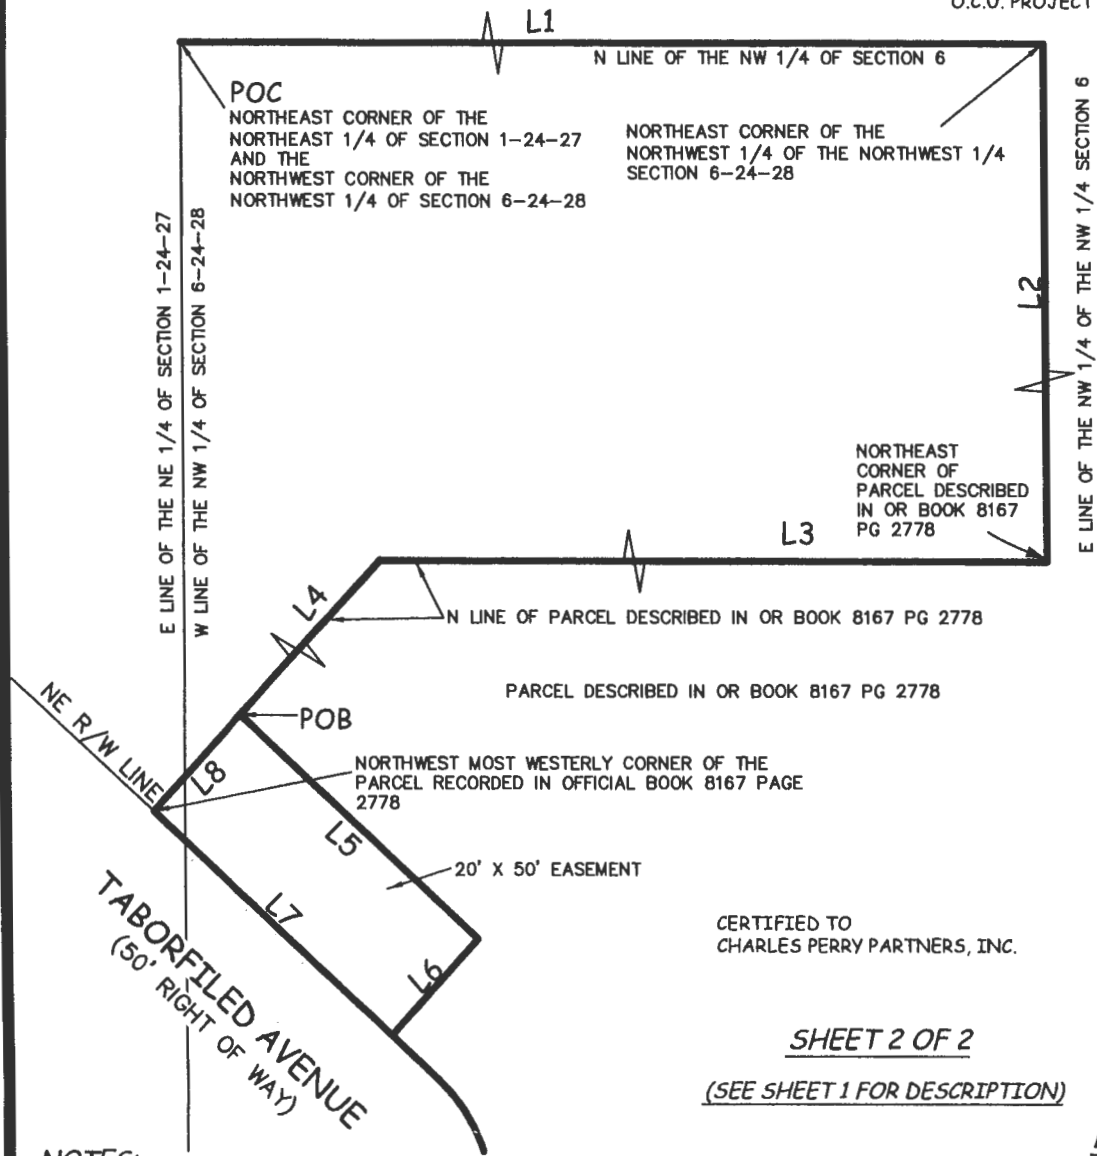 O.C.U. PROJECT
L1
N LINE OF THE NW 1/4 OF SECTION 6
POC
NORTHEAST CORNER OF THE
NORTHEAST 1/4 OF SECTION 1-24-27
AND THE
NORTHWEST CORNER OF THE
NORTHWEST 1/4 OF SECTION 6-24-28
NORTHEAST CORNER OF THE
NORTHWEST 1/4 OF THE NORTHWEST 1/4
SECTION 6-24-28
E LINE OF THE NE 1/4 OF SECTION 1-24-27
W LINE OF THE NW 1/4 OF SECTION 6-24-28
L2
E LINE OF THE NW 1/4 OF THE NW 1/4 SECTION 6
NORTHEAST
CORNER OF
PARCEL DESCRIBED
IN OR BOOK 8167
PG 2778
L3
L4
N LINE OF PARCEL DESCRIBED IN OR BOOK 8167 PG 2778
PARCEL DESCRIBED IN OR BOOK 8167 PG 2778
NE R/W LINE
POB
NORTHWEST MOST WESTERLY CORNER OF THE
PARCEL RECORDED IN OFFICIAL BOOK 8167 PAGE
2778
L8
L5
20' X 50' EASEMENT
L7
L6
TABORFILED AVENUE
(50' RIGHT OF WAY)
CERTIFIED TO
CHARLES PERRY PARTNERS, INC.
SHEET 2 OF 2
(SEE SHEET 1 FOR DESCRIPTION)
NOTES: